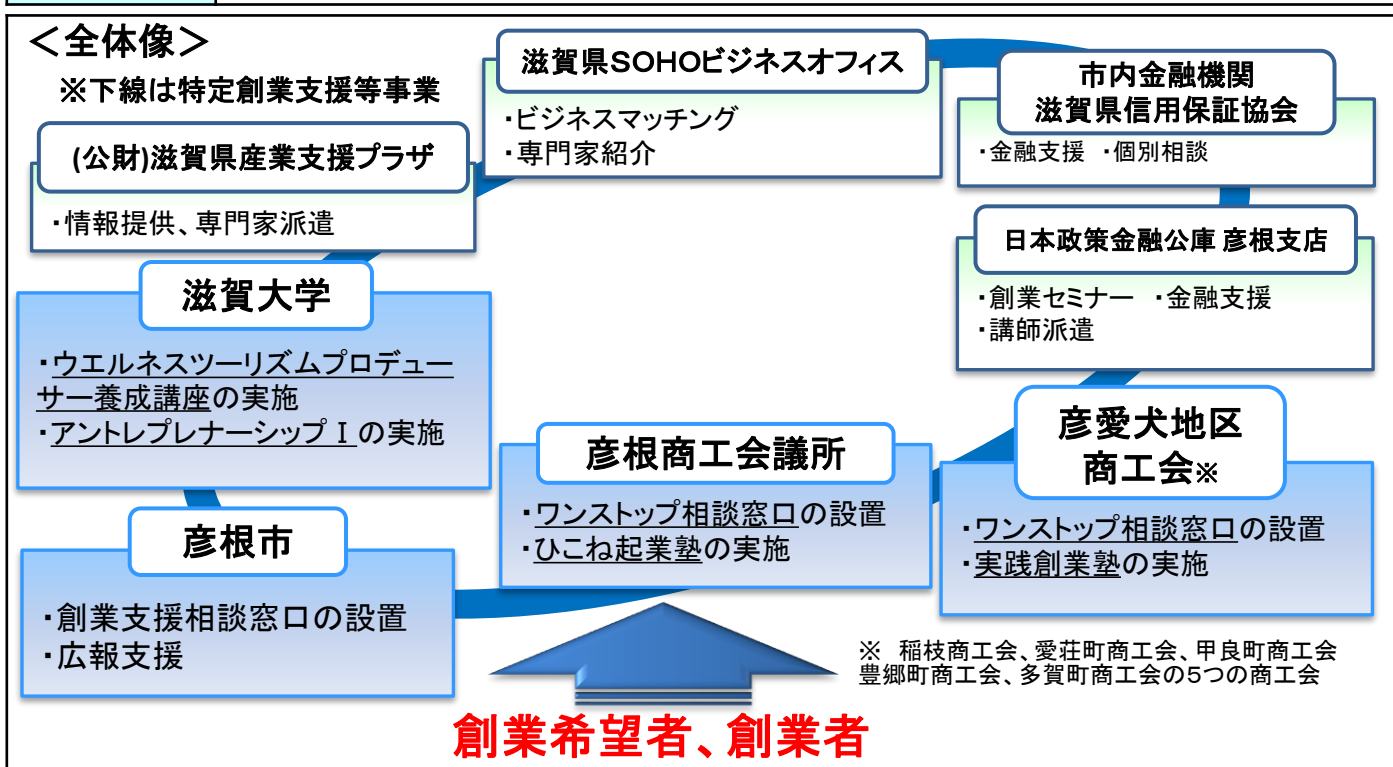 ＜全体像＞
※下線は特定創業支援等事業
滋賀県ＳＯＨＯビジネスオフィス
・ビジネスマッチング
・専門家紹介
市内金融機関
滋賀県信用保証協会
・金融支援 ・個別相談
(公財)滋賀県産業支援プラザ
・情報提供、専門家派遣
日本政策金融公庫 彦根支店
・創業セミナー ・金融支援
・講師派遣
滋賀大学
・ウエルネスツーリズムプロデュー
サー養成講座の実施
・アントレプレナーシップⅠの実施
彦根商工会議所
・ワンストップ相談窓口の設置
・ひこね起業塾の実施
彦愛犬地区
商工会※
・ワンストップ相談窓口の設置
・実践創業塾の実施
彦根市
・創業支援相談窓口の設置
・広報支援
※ 稲枝商工会、愛荘町商工会、甲良町商工会
豊郷町商工会、多賀町商工会の５つの商工会
創業希望者、創業者